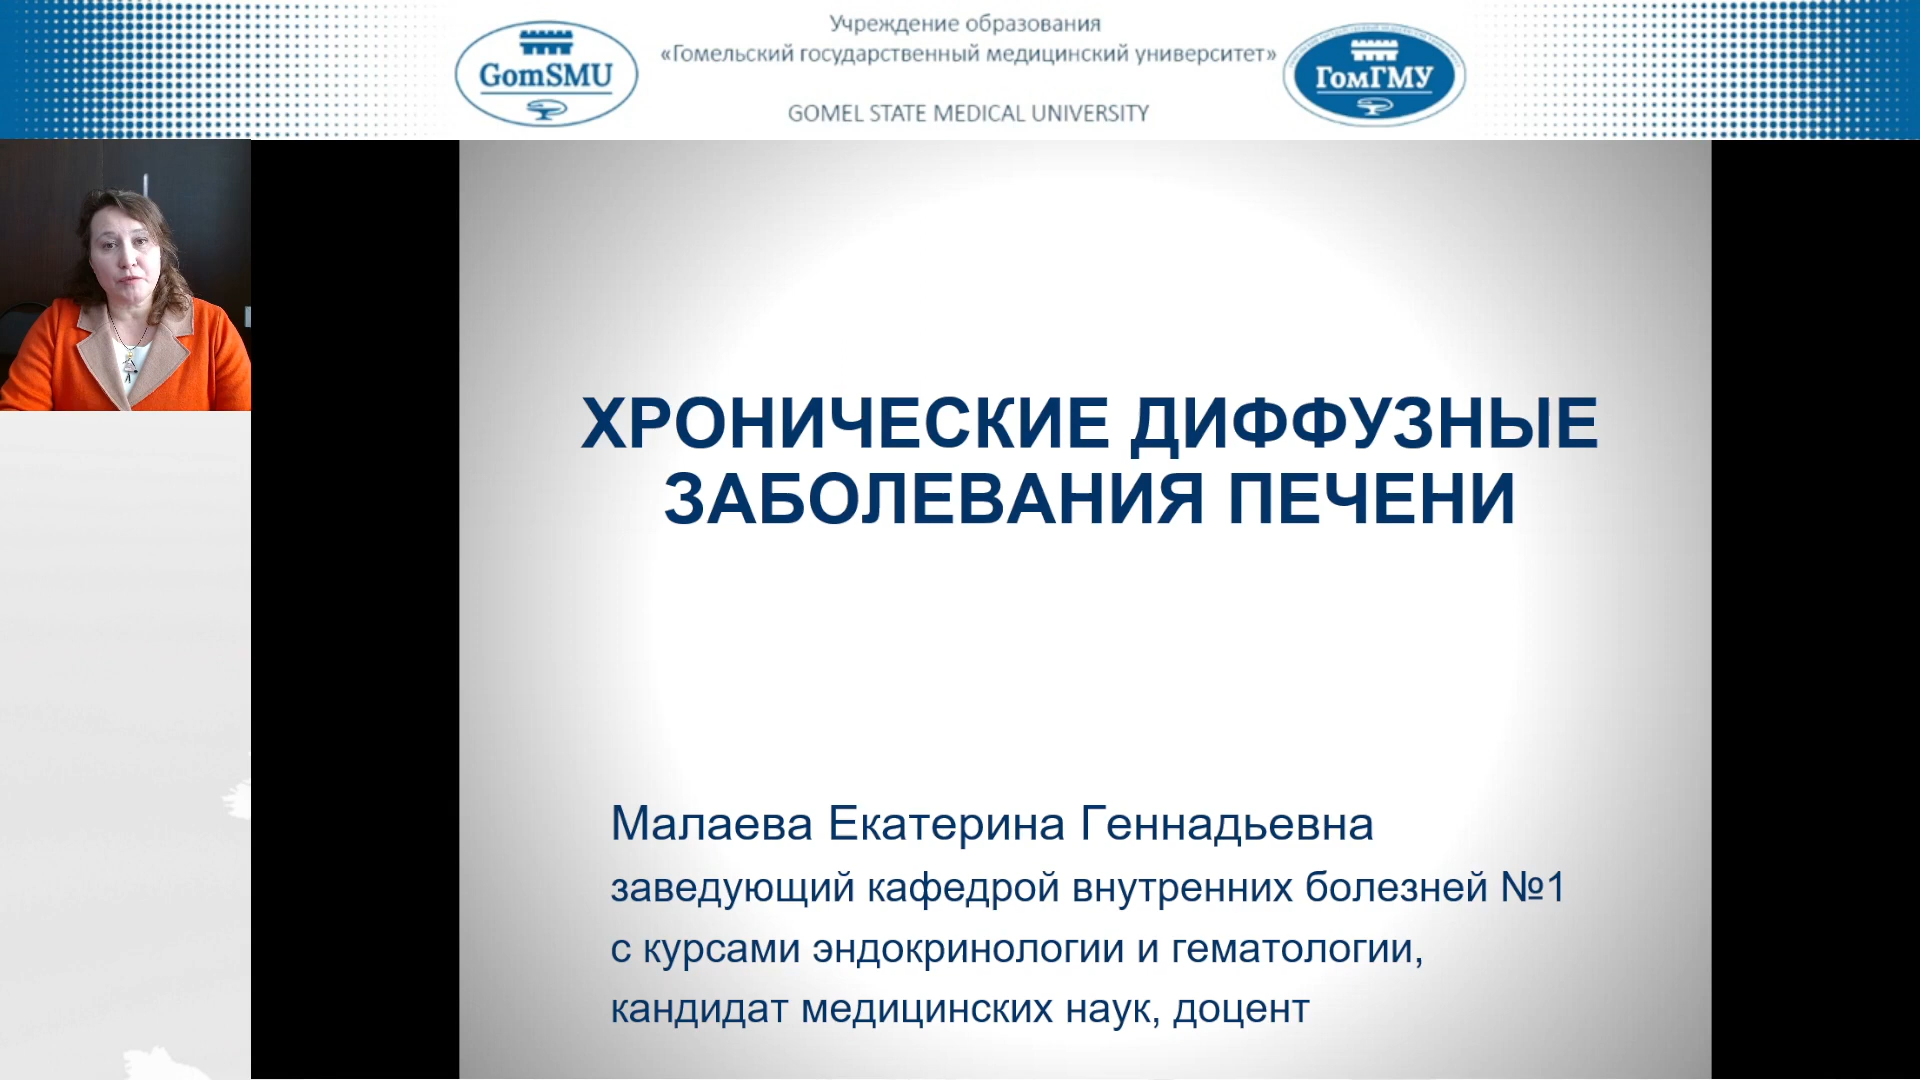 Учреждение образования
«Гомельский государственный медицинский университет»
GOMEL STATE MEDICAL UNIVERSITY
GomSMU
ГомГМУ
ХРОНИЧЕСКИЕ ДИФФУЗНЫЕ
ЗАБОЛЕВАНИЯ ПЕЧЕНИ
Малаева Екатерина Геннадьевна
заведующий кафедрой внутренних болезней №1
с курсами эндокринологии и гематологии,
кандидат медицинских наук, доцент